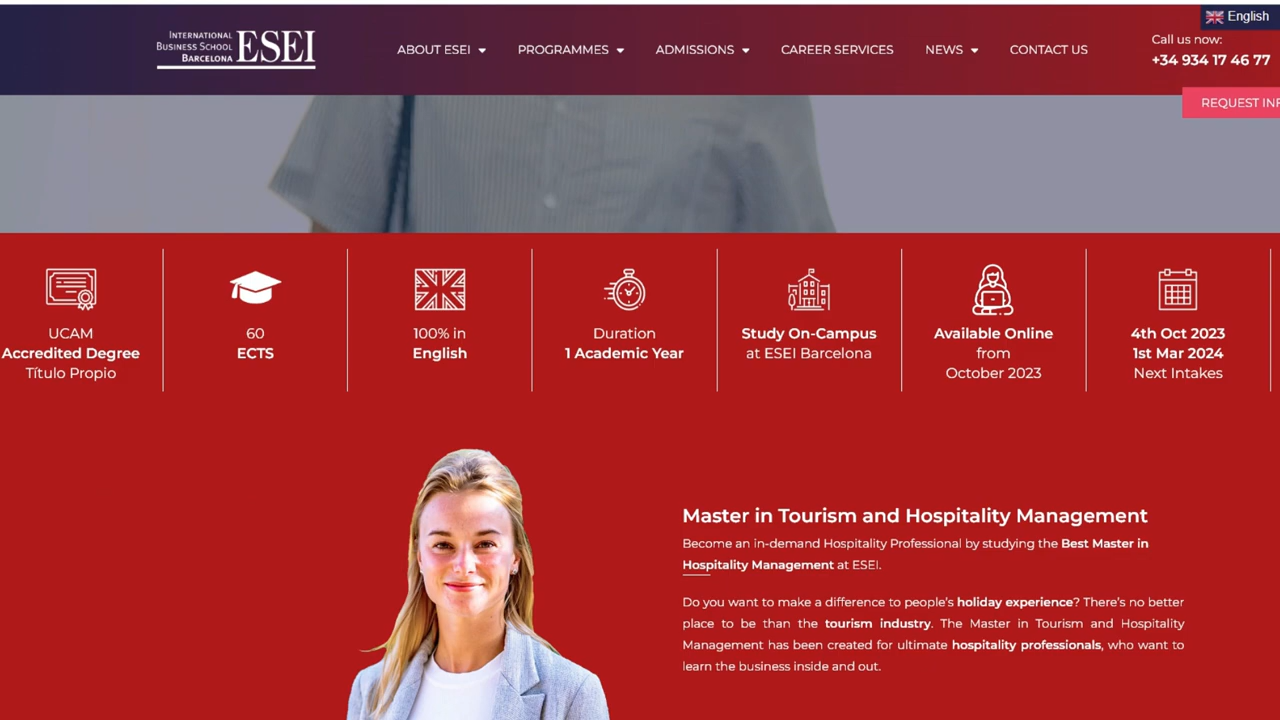 English
INTERNATIONAL
BUSINESS SCHOOL
BARCELONA
ESEI
ABOUT ESEI
PROGRAMMES
ADMISSIONS
CAREER SERVICES
NEWS
CONTACT US
Call us now:
+34 934 17 46 77
REQUEST INF
UCAM
Accredited Degree
Título Propio
60
ECTS
100% in
English
Duration
1 Academic Year
Study On-Campus
at ESEI Barcelona
Available Online
from
October 2023
4th Oct 2023
1st Mar 2024
Next Intakes
Master in Tourism and Hospitality Management
Become an in-demand Hospitality Professional by studying the Best Master in
Hospitality Management at ESEI.
Do you want to make a difference to people's holiday experience? There's no better
place to be than the tourism industry. The Master in Tourism and Hospitality
Management has been created for ultimate hospitality professionals, who want to
learn the business inside and out.